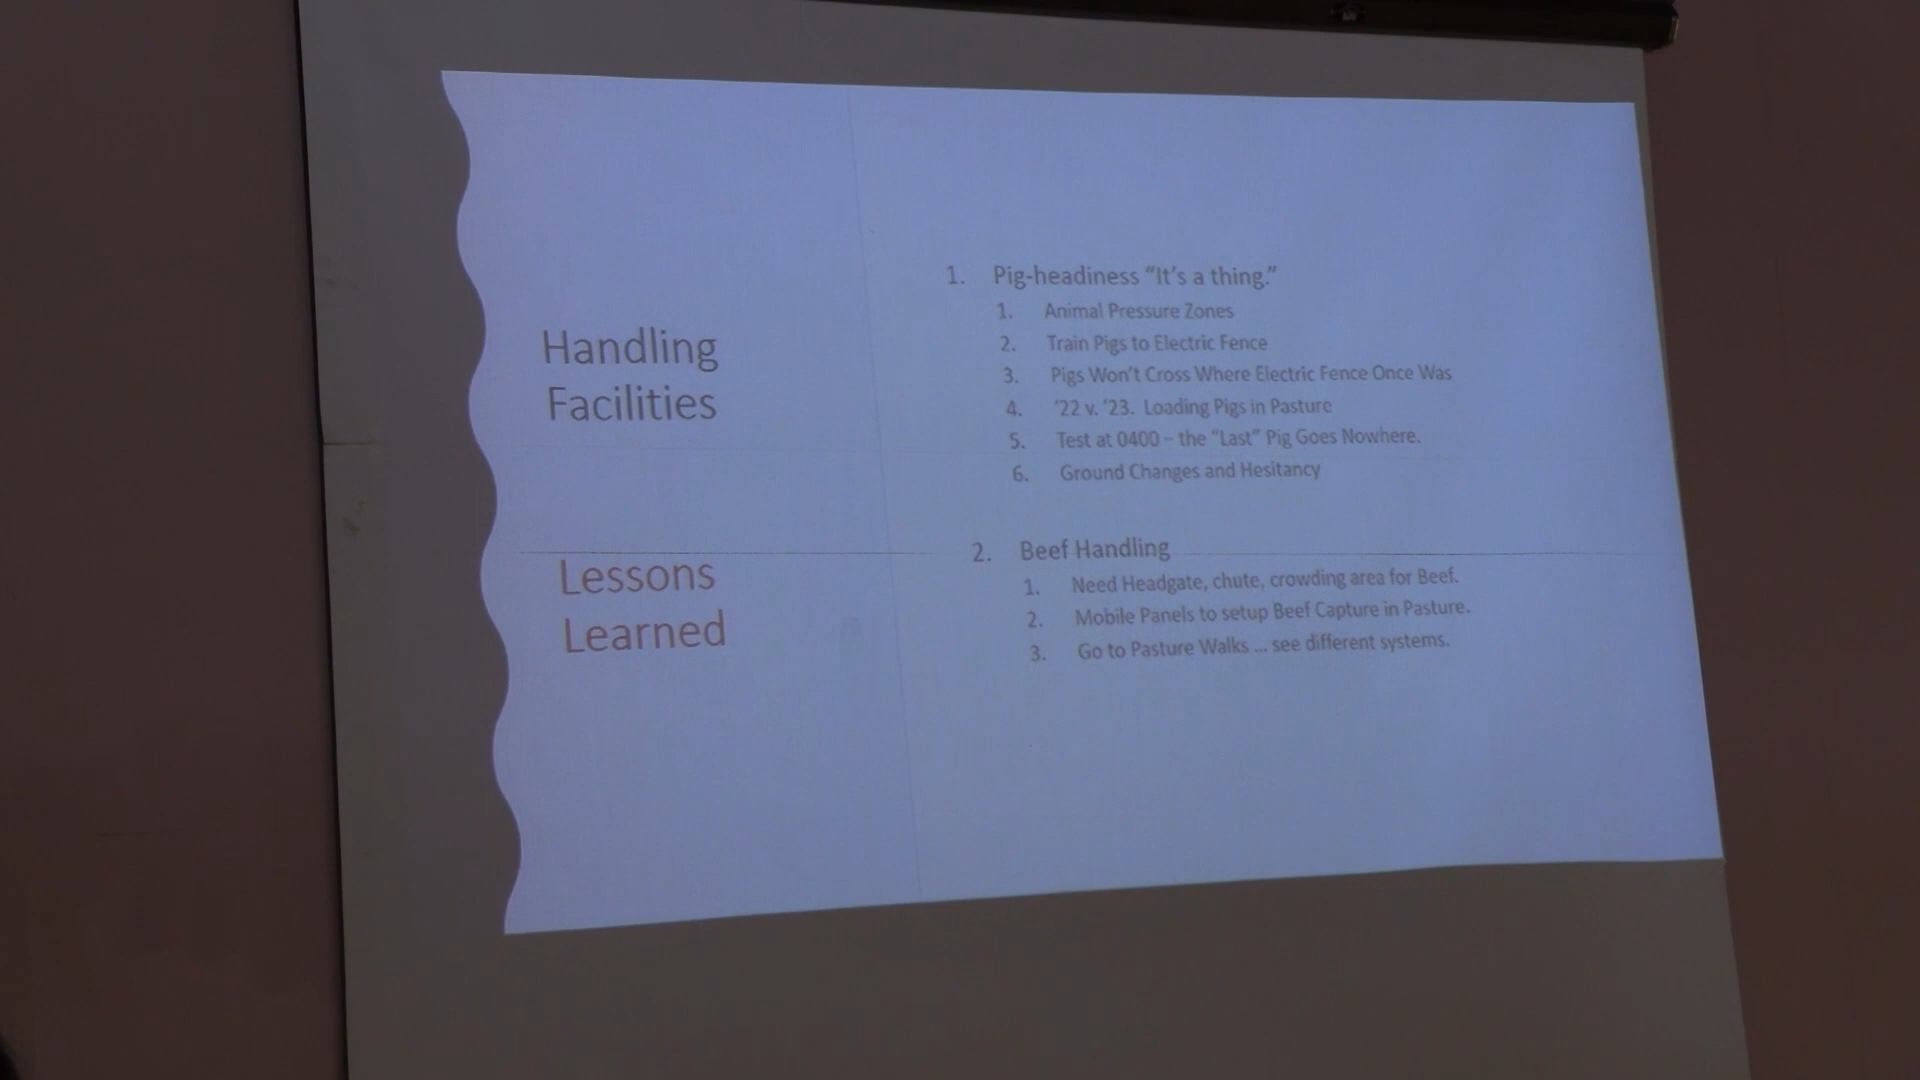 Handling
Facilities
Lessons
Learned
1. Pig-headiness “It’s a thing.”
1. Animal Pressure Zones
2. Train Pigs to Electric Fence
3. Pigs Won’t Cross Where Electric Fence Once Was
4. ‘22 v. ‘23. Loading Pigs in Pasture
5. Test at 0400 – the “Last” Pig Goes Nowhere.
6. Ground Changes and Hesitancy
2. Beef Handling
1. Need Headgate, chute, crowding area for Beef.
2. Mobile Panels to setup Beef Capture in Pasture.
3. Go to Pasture Walks ... see different systems.